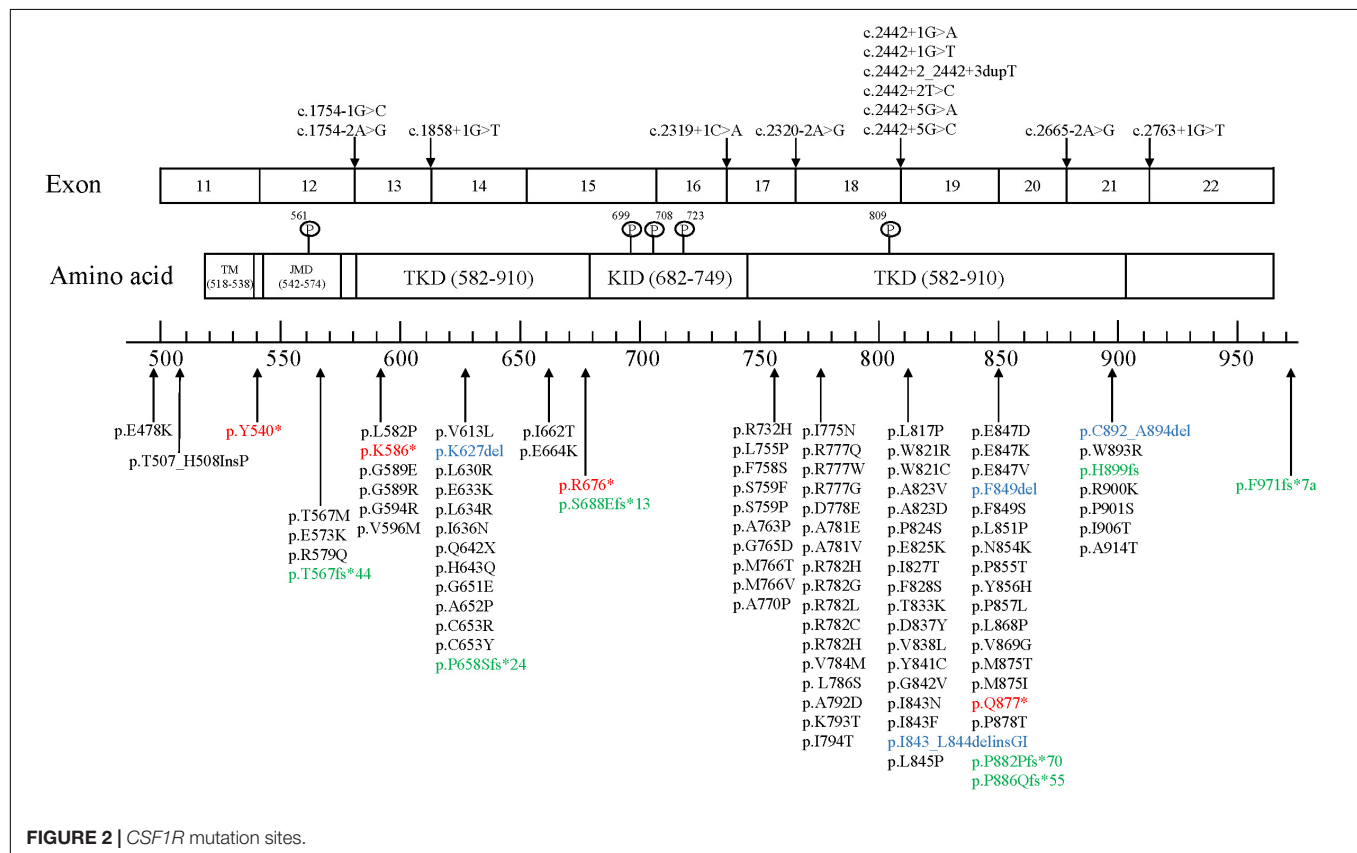 c.2442+1G>A
c.2442+1G>T
c.2442+2_2442+3dupT
c.2442+2T>C
c.2442+5G>A
c.2442+5G>C
c.1754-1G>C
c.1754-2A>G
c.1858+1G>T
c.2319+1C>A
c.2320-2A>G
c.2665-2A>G
c.2763+1G>T
Exon
11 12 13 14 15 16 17 18 19 20 21 22
561 699 708 723 809
P P P P P
Amino acid
TM
(518-538)
JMD
(542-574)
TKD (582-910)
KID (682-749)
TKD (582-910)
500 550 600 650 700 750 800 850 900 950
p.E478K
p.T507_H508InsP
p.Y540*
p.T567M
p.E573K
p.R579Q
p.T567fs*44
p.L582P
p.K586*
p.G589E
p.G589R
p.G594R
p.V596M
p.V613L
p.K627del
p.L630R
p.E633K
p.L634R
p.I636N
p.Q642X
p.H643Q
p.G651E
p.A652P
p.C653R
p.C653Y
p.P658Sfs*24
p.I662T
p.E664K
p.R676*
p.S688Efs*13
p.R732H
p.L755P
p.F758S
p.S759F
p.S759P
p.A763P
p.G765D
p.M766T
p.M766V
p.A770P
p.I775N
p.R777Q
p.R777W
p.R777G
p.D778E
p.A781E
p.A781V
p.R782H
p.R782G
p.R782L
p.R782C
p.R782H
p.V784M
p. L786S
p.A792D
p.K793T
p.I794T
p.L817P
p.W821R
p.W821C
p.A823V
p.A823D
p.P824S
p.E825K
p.I827T
p.F828S
p.T833K
p.D837Y
p.V838L
p.Y841C
p.G842V
p.I843N
p.I843F
p.I843_L844delinsGI
p.L845P
p.E847D
p.E847K
p.E847V
p.F849del
p.F849S
p.L851P
p.N854K
p.P855T
p.Y856H
p.P857L
p.L868P
p.V869G
p.M875T
p.M875I
p.Q877*
p.P878T
p.P882Pfs*70
p.P886Qfs*55
p.C892_A894del
p.W893R
p.H899fs
p.R900K
p.P901S
p.I906T
p.A914T
p.F971fs*7a
FIGURE 2 | CSF1R mutation sites.